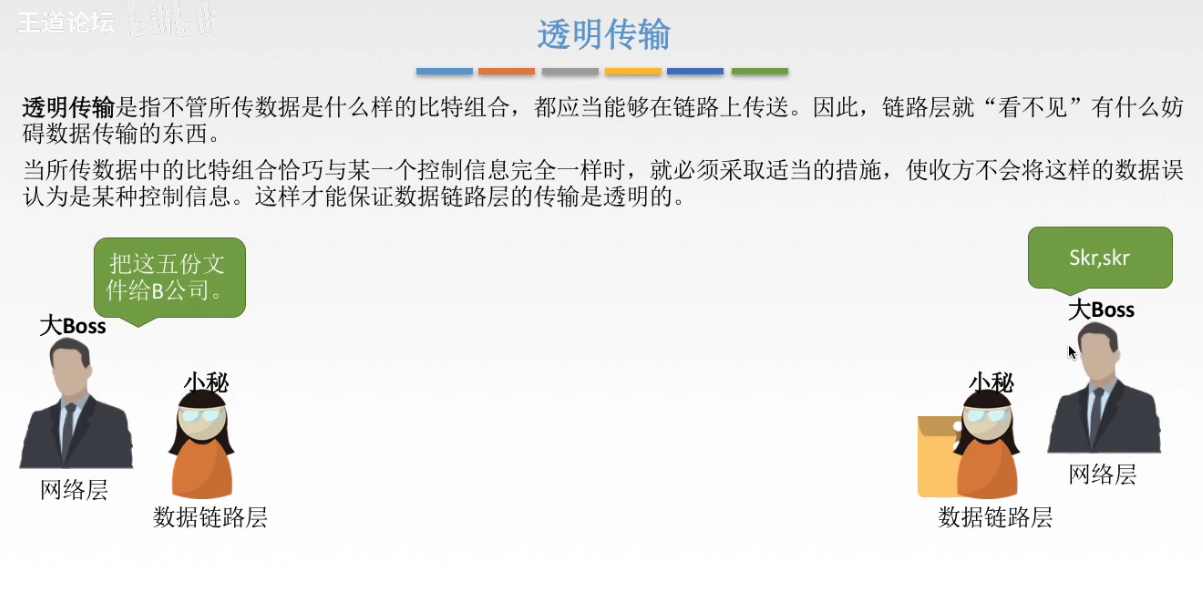 王道论坛 bilibili
透明传输
透明传输是指不管所传数据是什么样的比特组合，都应当能够在链路上传送。因此，链路层就“看不见”有什么妨
碍数据传输的东西。
当所传数据中的比特组合恰巧与某一个控制信息完全一样时，就必须采取适当的措施，使收方不会将这样的数据误
认为是某种控制信息。这样才能保证数据链路层的传输是透明的。
把这五份文
件给B公司。
大Boss
小秘
网络层
数据链路层
Skr,skr
大Boss
小秘
网络层
数据链路层